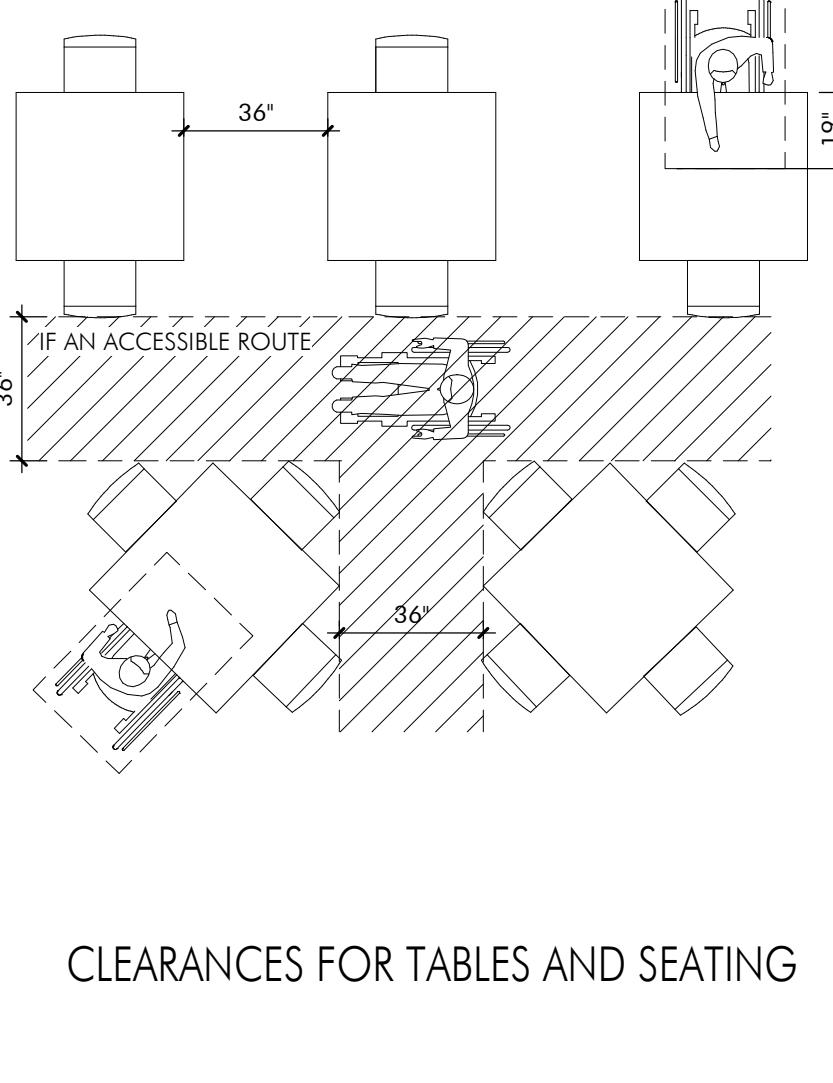 36"
19"
IF AN ACCESSIBLE ROUTE
36"
36"
CLEARANCES FOR TABLES AND SEATING